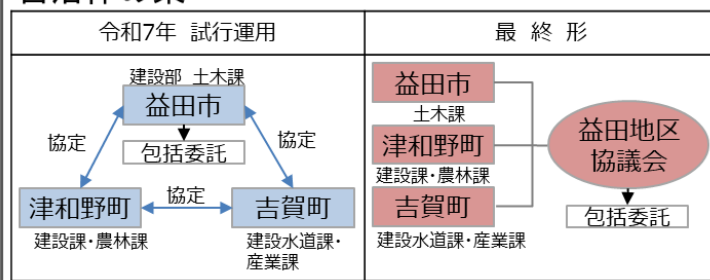 令和7年 試行運用
建設部 土木課
益田市
協定
協定
包括委託
津和野町
協定
吉賀町
建設課・農林課
建設水道課・
産業課
最 終 形
益田市
土木課
津和野町
建設課・農林課
吉賀町
建設水道課・産業課
益田地区
協議会
包括委託